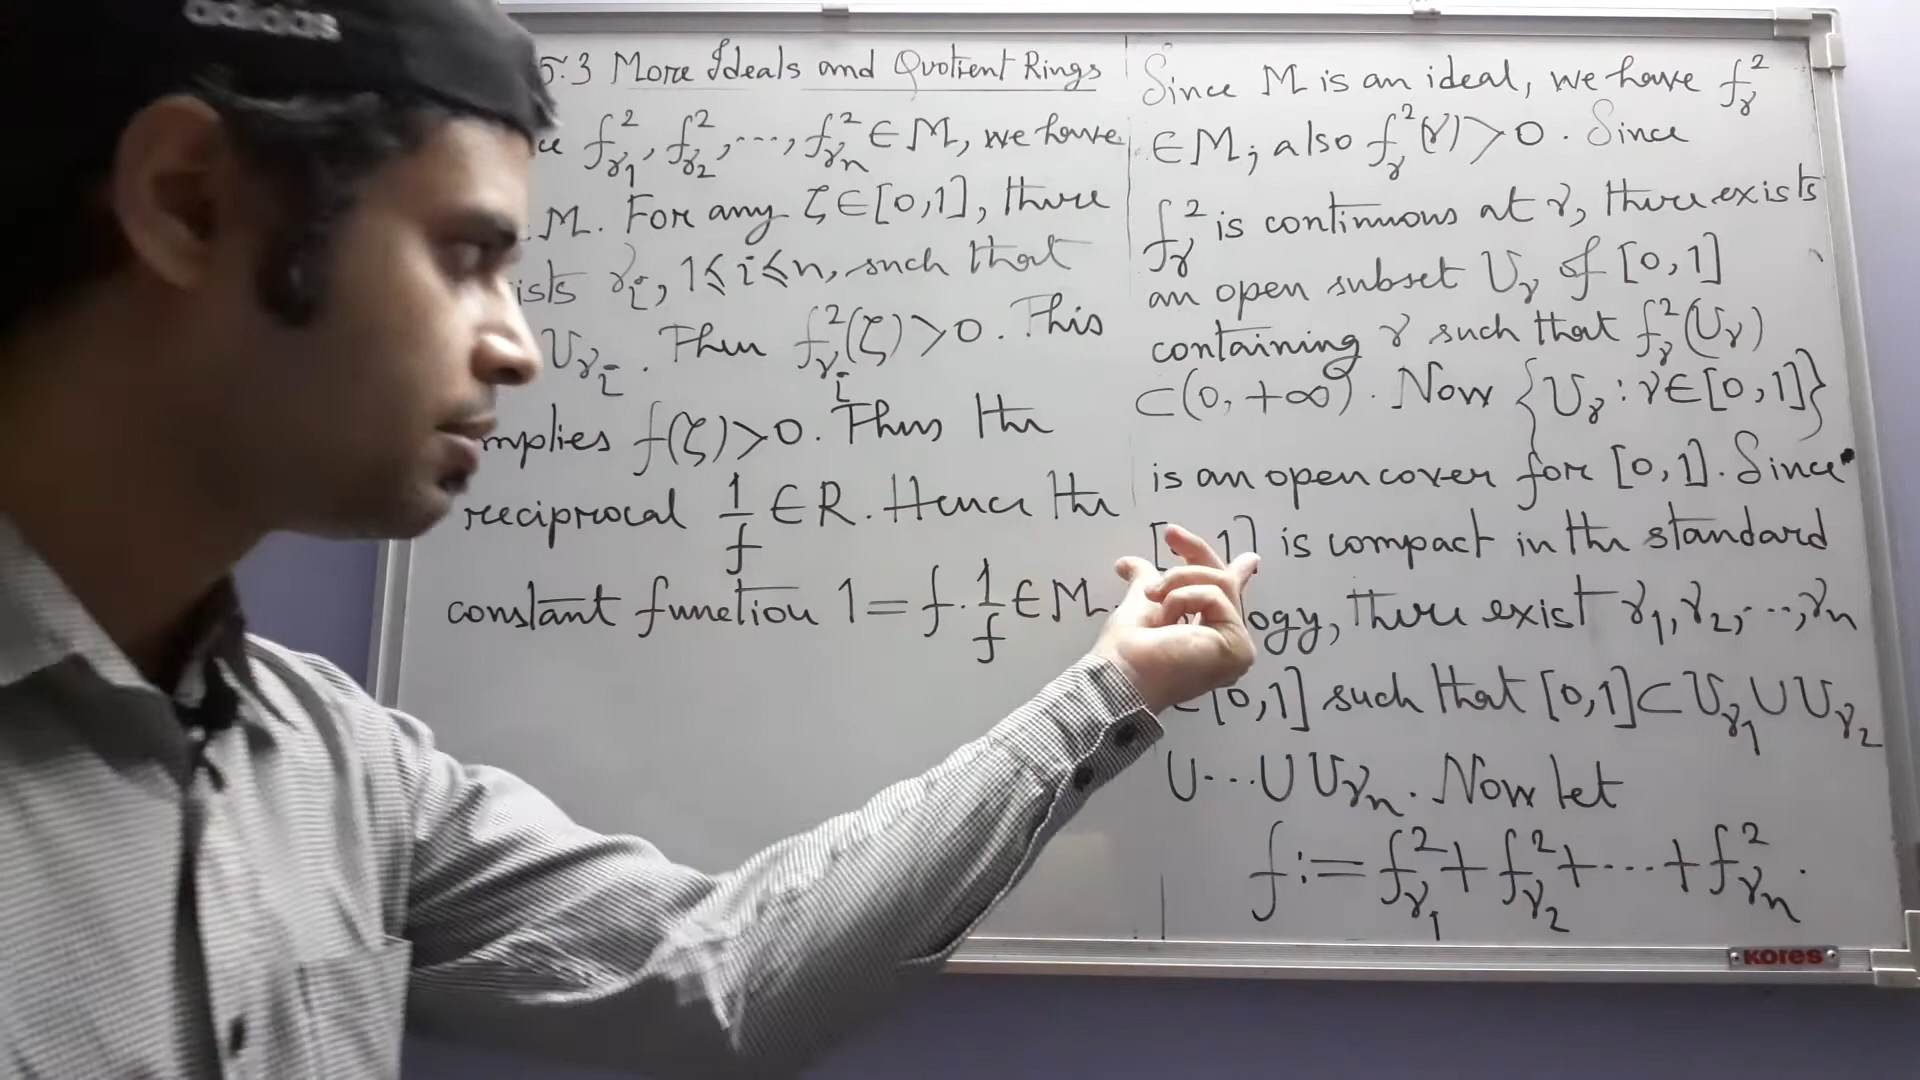 adidas
5.3 More Ideals and Quotient Rings
f²_γ₁, f²_γ₂, ..., f²_γₙ ∈ M, we have
M. For any ζ ∈ [0,1], there
γᵢ, 1 ≤ i ≤ n, such that
U_γᵢ. Then f²_γᵢ(ζ) > 0. This
f(ζ) > 0. Thus the
reciprocal 1/f ∈ R. Hence the
constant function 1 = f · 1/f ∈ M.
Since M is an ideal, we have f²_γ
∈ M; also f²_γ(γ) > 0. Since
f²_γ is continuous at γ, there exists
an open subset U_γ of [0,1]
containing γ such that f²_γ(U_γ)
⊂ (0, +∞). Now {U_γ : γ ∈ [0,1]}
is an open cover for [0,1]. Since
is compact in the standard
there exist γ₁, γ₂, ..., γₙ
[0,1] such that [0,1] ⊂ U_γ₁ ∪ U_γ₂
∪ ... ∪ U_γₙ. Now let
f := f²_γ₁ + f²_γ₂ + ... + f²_γₙ.
kores